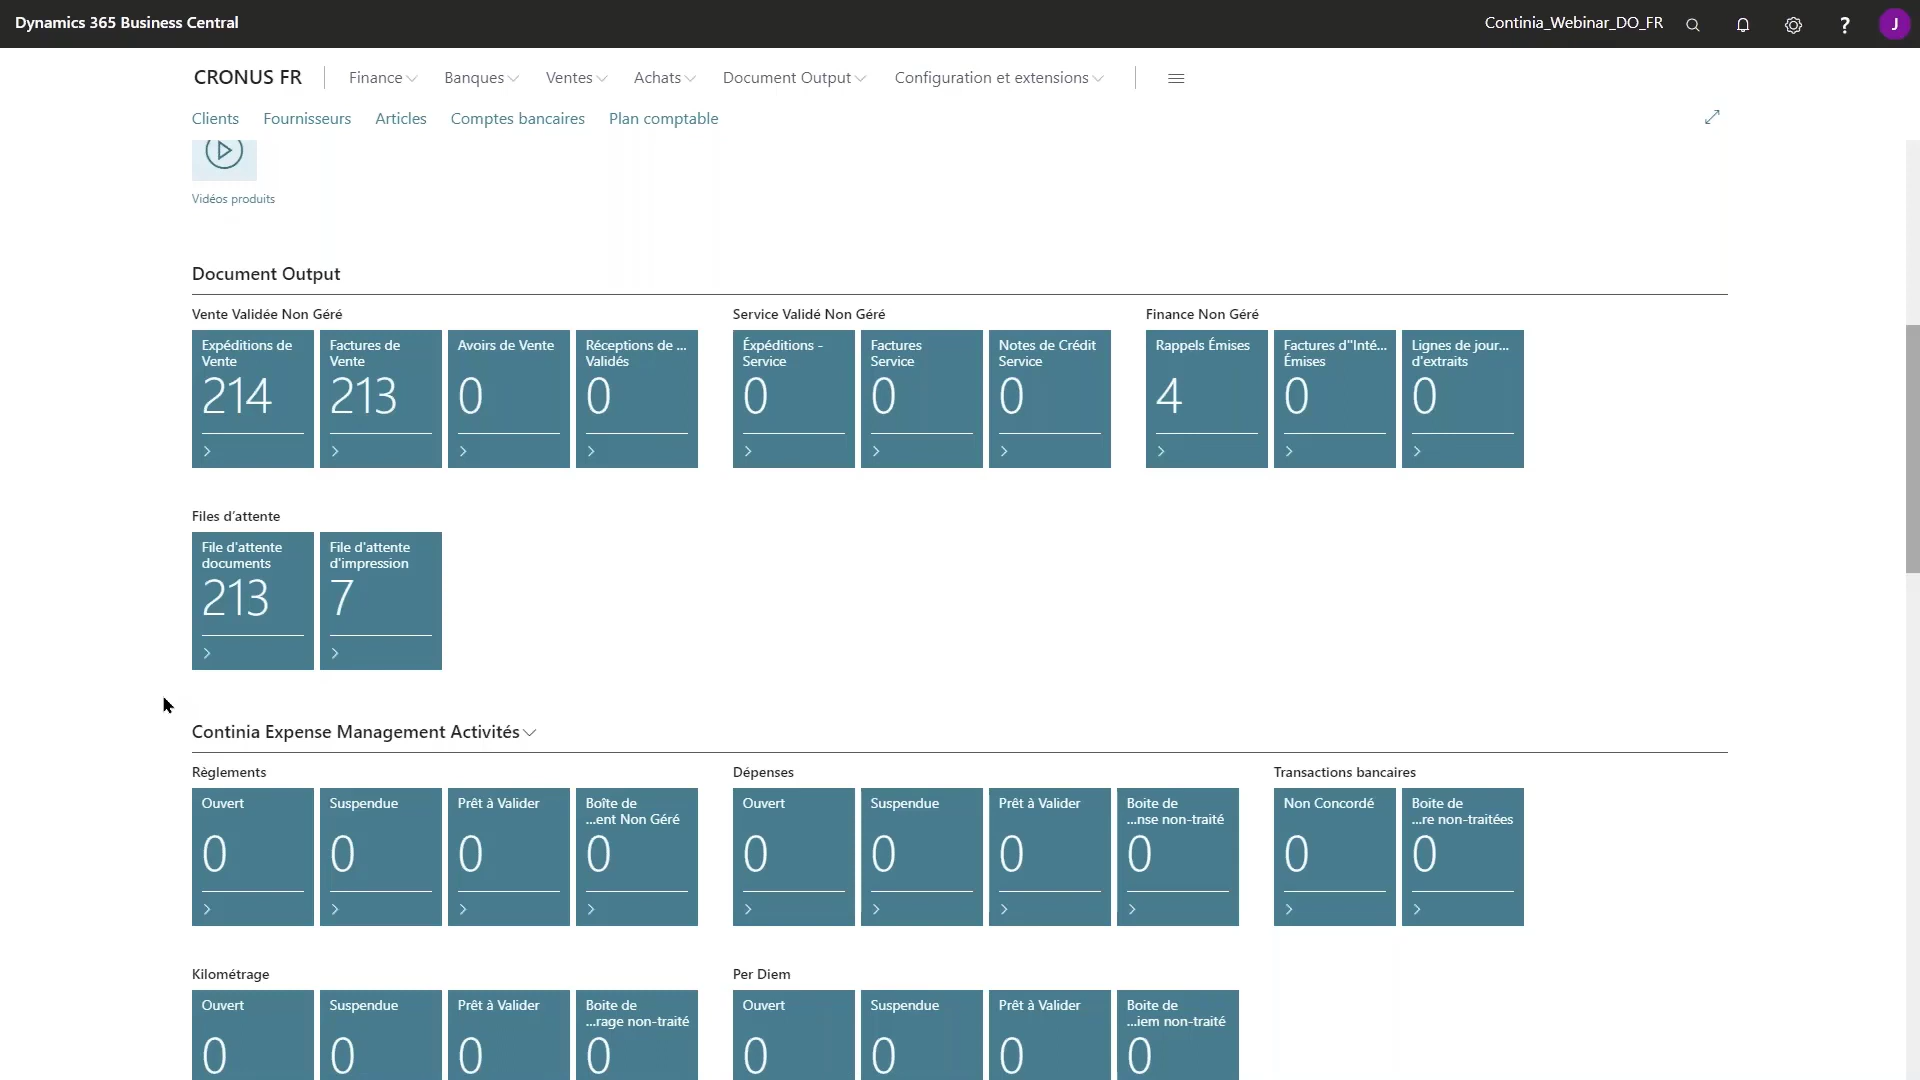 Dynamics 365 Business Central
Continia_Webinar_DO_FR
?
J
CRONUS FR
Finance
Banques
Ventes
Achats
Document Output
Configuration et extensions
Clients
Fournisseurs
Articles
Comptes bancaires
Plan comptable
Vidéos produits
Document Output
Vente Validée Non Géré
Expéditions de
Vente
214
Factures de
Vente
213
Avoirs de Vente
0
Réceptions de ...
Validés
0
Service Validé Non Géré
Éxpéditions -
Service
0
Factures
Service
0
Notes de Crédit
Service
0
Finance Non Géré
Rappels Émises
4
Factures d"Inté...
Émises
0
Lignes de jour...
d'extraits
0
Files d'attente
File d'attente
documents
213
File d'attente
d'impression
7
Continia Expense Management Activités
Règlements
Ouvert
0
Suspendue
0
Prêt à Valider
0
Boîte de
...ent Non Géré
0
Dépenses
Ouvert
0
Suspendue
0
Prêt à Valider
0
Boite de
...nse non-traité
0
Transactions bancaires
Non Concordé
0
Boite de
...re non-traitées
0
Kilométrage
Ouvert
0
Suspendue
0
Prêt à Valider
0
Boite de
...rage non-traité
0
Per Diem
Ouvert
0
Suspendue
0
Prêt à Valider
0
Boite de
...iem non-traité
0